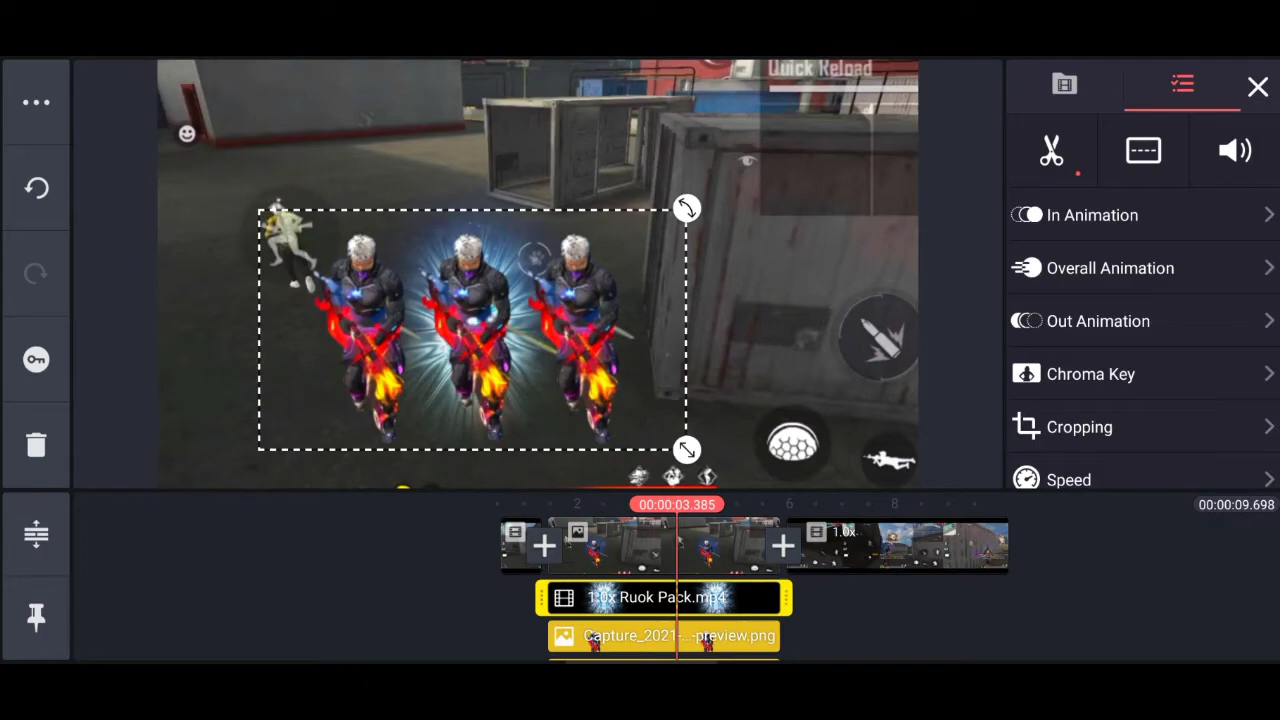 Quick Reload
In Animation
Overall Animation
Out Animation
Chroma Key
Cropping
Speed
2
00:00:03.385
6
8
00:00:09.698
1.0x
1.0x Ruok Pack.mp4
Capture_2021-...-preview.png